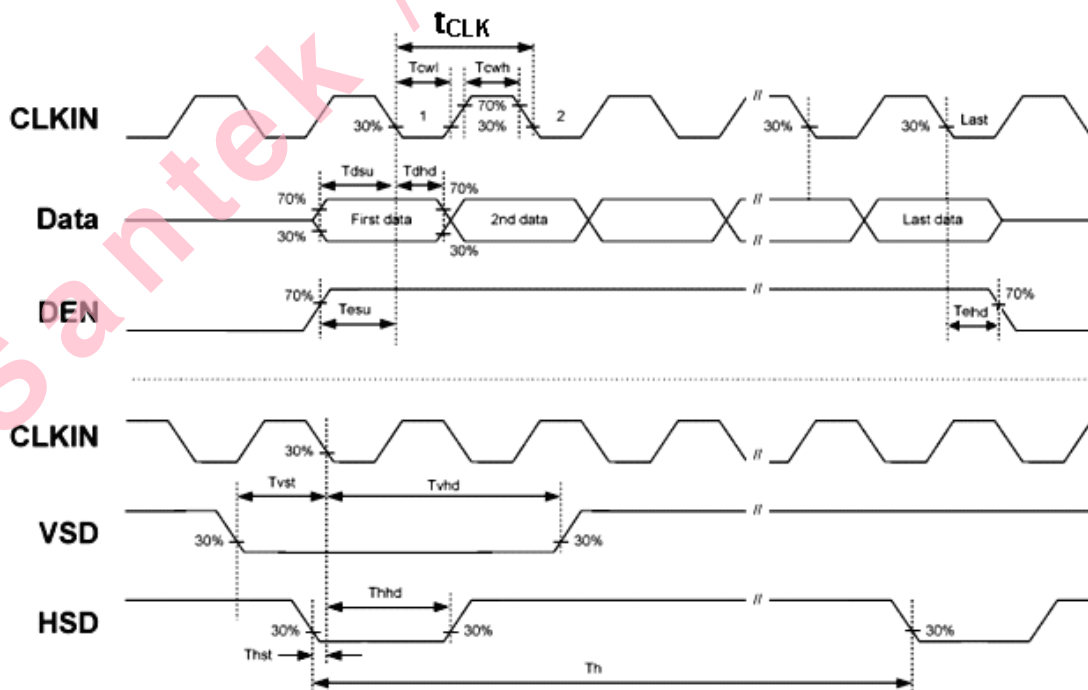 Santek
tCLK
Tcwl Tcwh
CLKIN
30% 1 70% 30% 2 30% 30% Last
Tdsu Tdhd
Data
70% 30% First data 70% 30% 2nd data Last data
DEN
70% Tesu Tehd 70%
CLKIN
30%
Tvst Tvhd
VSD
30% 30%
Thhd
HSD
30% 30% 30%
Thst
Th